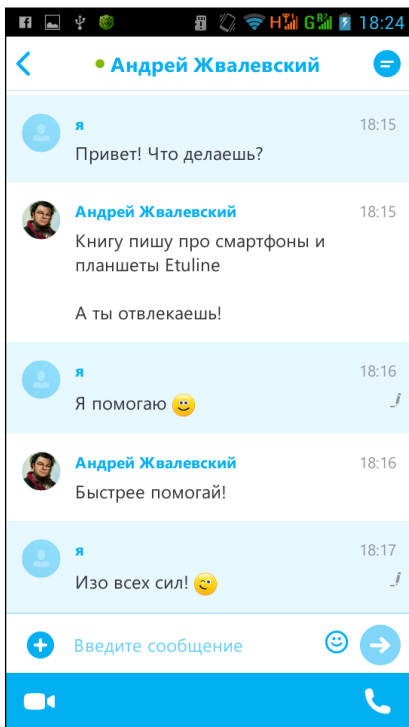 H G R 18:24
Андрей Жвалевский
я 18:15
Привет! Что делаешь?
Андрей Жвалевский 18:15
Книгу пишу про смартфоны и
планшеты Etuline
А ты отвлекаешь!
я 18:16
Я помогаю
Андрей Жвалевский 18:16
Быстрее помогай!
я 18:17
Изо всех сил!
Введите сообщение